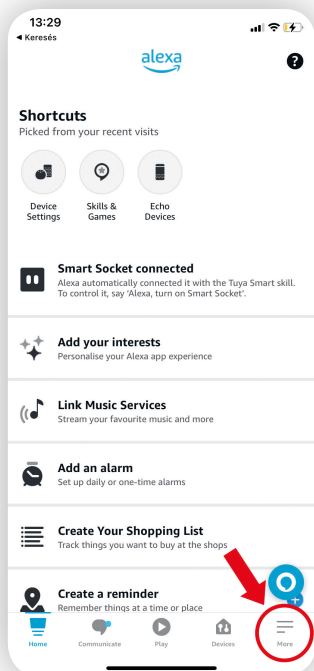 13:29
◀ Keresés
alexa
?
Shortcuts
Picked from your recent visits
Device
Settings
Skills &
Games
Echo
Devices
Smart Socket connected
Alexa automatically connected it with the Tuya Smart skill.
To control it, say 'Alexa, turn on Smart Socket'.
Add your interests
Personalise your Alexa app experience
Link Music Services
Stream your favourite music and more
Add an alarm
Set up daily or one-time alarms
Create Your Shopping List
Track things you want to buy at the shops
Create a reminder
Remember things at a time or place
Home
Communicate
Play
Devices
More